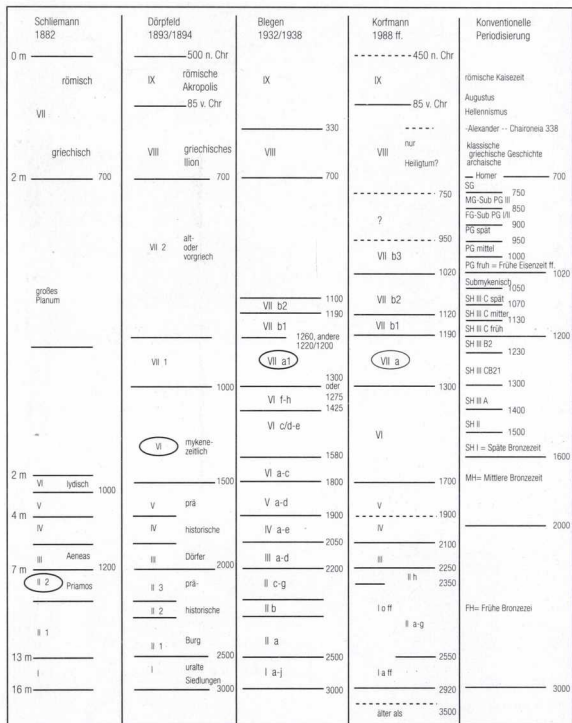 Schliemann
1882
0 m
römisch
VII
griechisch
2 m 700
großes
Planum
2 m
VI lydisch
1000
V
4 m
IV
III Aeneas
7 m 1200
II 2 Priamos
II 1
13 m
I
16 m
Dörpfeld
1893/1894
500 n. Chr
IX römische
Akropolis
85 v. Chr
VIII griechisches
Ilion
700
VII 2 alt-
oder
vorgriech
VII 1
1000
VI mykene-
zeitlich
1500
V prä
IV historische
III Dörfer
2000
II 3 prä-
II 2 historische
II 1 Burg
2500
I uralte
Siedlungen
3000
Blegen
1932/1938
IX
330
VIII
700
1100
VII b2
1190
VII b1
1260, andere
1220/1200
VII a1
1300
oder
VI f-h 1275
1425
VI c/d-e
1580
VI a-c
1800
V a-d
1900
IV a-e
2050
III a-d
2200
II c-g
II b
II a
2500
I a-j
3000
Korfmann
1988 ff.
450 n. Chr
IX
85 v. Chr
nur
VIII
Heiligtum?
750
?
950
VII b3
1020
VII b2
1120
VII b1
1190
VII a
1300
VI
1700
V
1900
IV
2100
III
2250
II h
2350
I o ff
II a-g
2550
I a ff
2920
älter als 3500
Konventionelle
Periodisierung
römische Kaisezeit
Augustus
Hellennismus
-Alexander -- Chaironeia 338
klassische
griechische Geschichte
archaische
Homer 700
SG
750
MG-Sub PG III
850
FG-Sub PG I/II
900
PG spät
950
PG mittel
1000
PG fruh = Frühe Eisenzeit ff.
1020
Submykenisch
1050
SH III C spät
1070
SH III C mitter
1130
SH III C früh
1200
SH III B2
1230
SH III CB21
1300
SH III A
1400
SH II
1500
SH I = Späte Bronzezeit
1600
MH= Mittlere Bronzezeit
2000
FH= Frühe Bronzezei
3000